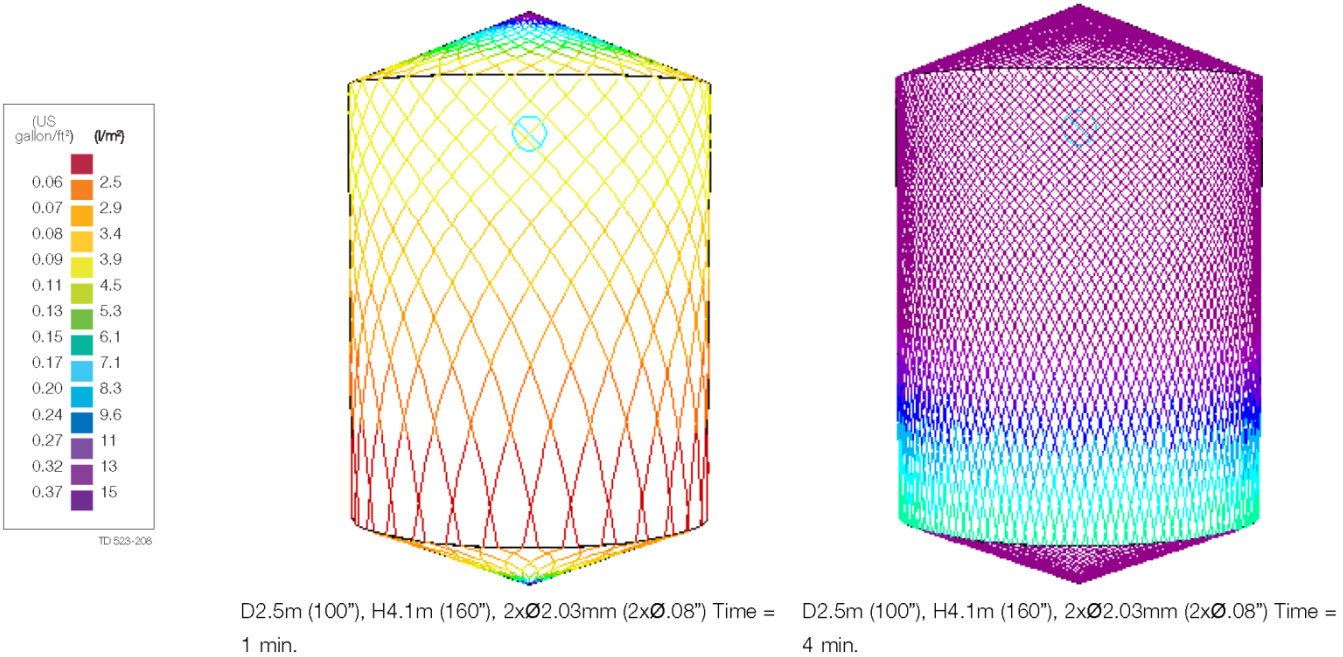 (US
gallon/ft²) (l/m²)
0.06 2.5
0.07 2.9
0.08 3.4
0.09 3.9
0.11 4.5
0.13 5.3
0.15 6.1
0.17 7.1
0.20 8.3
0.24 9.6
0.27 11
0.32 13
0.37 15
TD 523-206
D2.5m (100”), H4.1m (160”), 2xØ2.03mm (2xØ.08”) Time =
1 min.
D2.5m (100”), H4.1m (160”), 2xØ2.03mm (2xØ.08”) Time =
4 min.